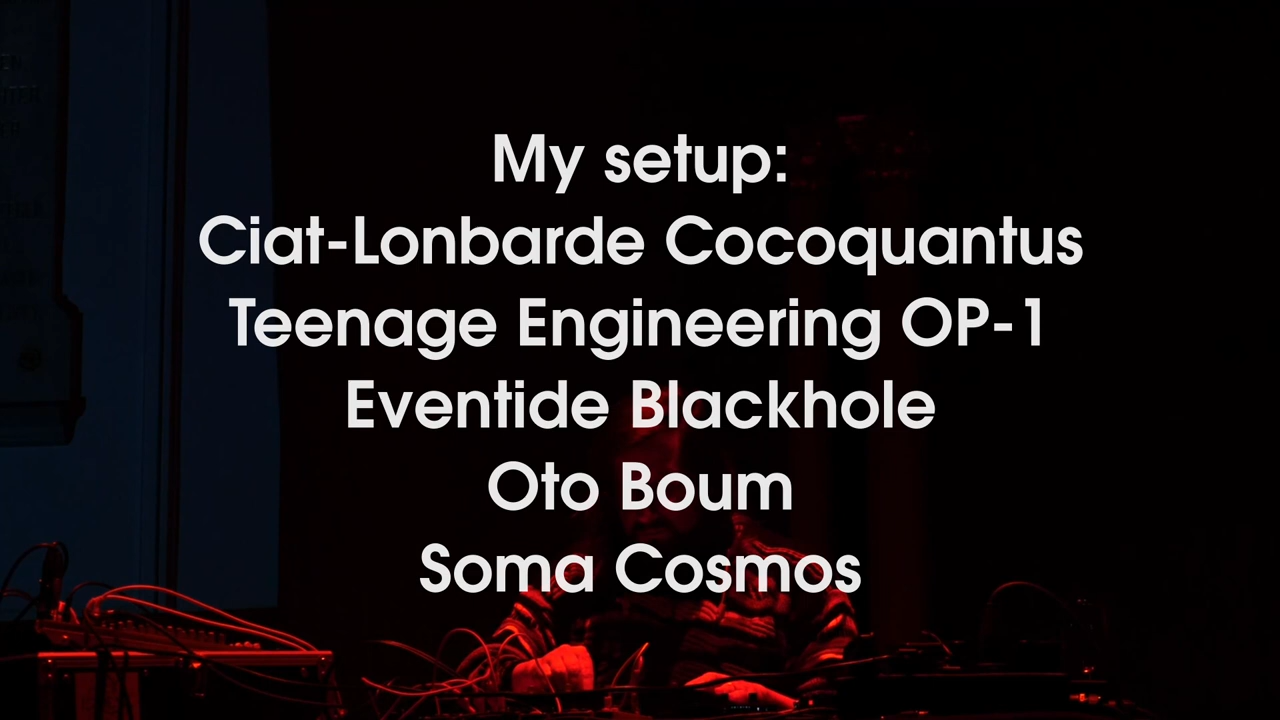 My setup:
Ciat-Lonbarde Cocoquantus
Teenage Engineering OP-1
Eventide Blackhole
Oto Boum
Soma Cosmos